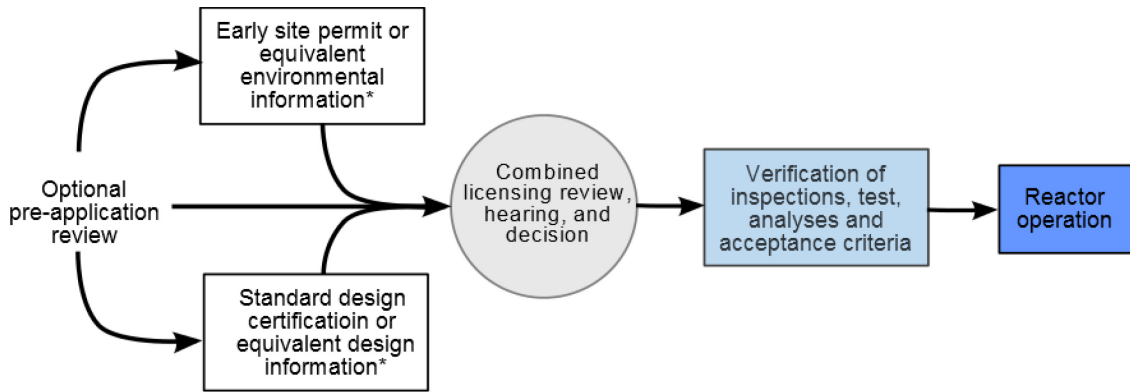 Early site permit or
equivalent
environmental
information*
Optional
pre-application
review
Combined
licensing review,
hearing, and
decision
Verification of
inspections, test,
analyses and
acceptance criteria
Reactor
operation
Standard design
certificatioin or
equivalent design
information*